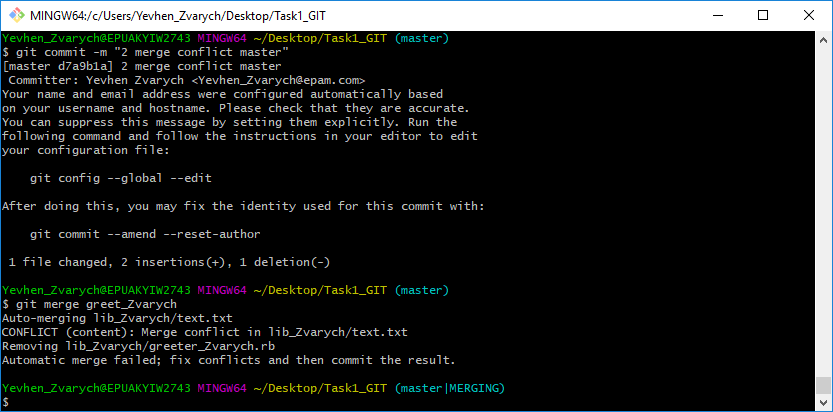 MINGW64:/c/Users/Yevhen_Zvarych/Desktop/Task1_GIT
Yevhen_Zvarych@EPUAKYIW2743 MINGW64 ~/Desktop/Task1_GIT (master)
$ git commit -m "2 merge conflict master"
[master d7a9b1a] 2 merge conflict master
 Committer: Yevhen Zvarych <Yevhen_Zvarych@epam.com>
Your name and email address were configured automatically based
on your username and hostname. Please check that they are accurate.
You can suppress this message by setting them explicitly. Run the
following command and follow the instructions in your editor to edit
your configuration file:
    git config --global --edit
After doing this, you may fix the identity used for this commit with:
    git commit --amend --reset-author
 1 file changed, 2 insertions(+), 1 deletion(-)
Yevhen_Zvarych@EPUAKYIW2743 MINGW64 ~/Desktop/Task1_GIT (master)
$ git merge greet_Zvarych
Auto-merging lib_Zvarych/text.txt
CONFLICT (content): Merge conflict in lib_Zvarych/text.txt
Removing lib_Zvarych/greeter_Zvarych.rb
Automatic merge failed; fix conflicts and then commit the result.
Yevhen_Zvarych@EPUAKYIW2743 MINGW64 ~/Desktop/Task1_GIT (master|MERGING)
$